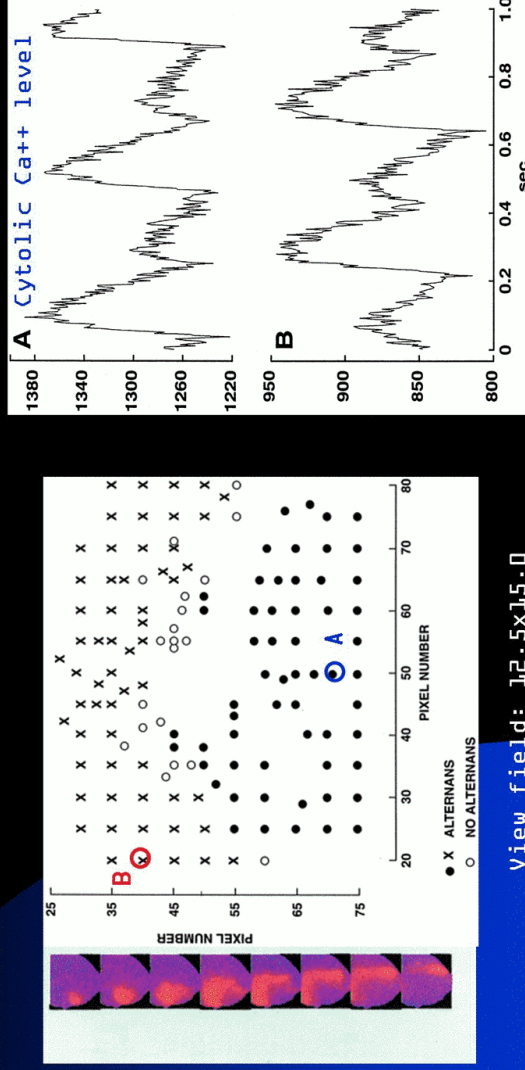 A Cytolic Ca++ level
1380
1340
1300
1260
1220
B
950
900
850
800
0
0.2
0.4
0.6
0.8
1.0
sec
25
35
45
55
65
75
PIXEL NUMBER
20
30
40
50
60
70
80
PIXEL NUMBER
B
A
● x ALTERNANS
○ NO ALTERNANS
View field: 12.5x15.0